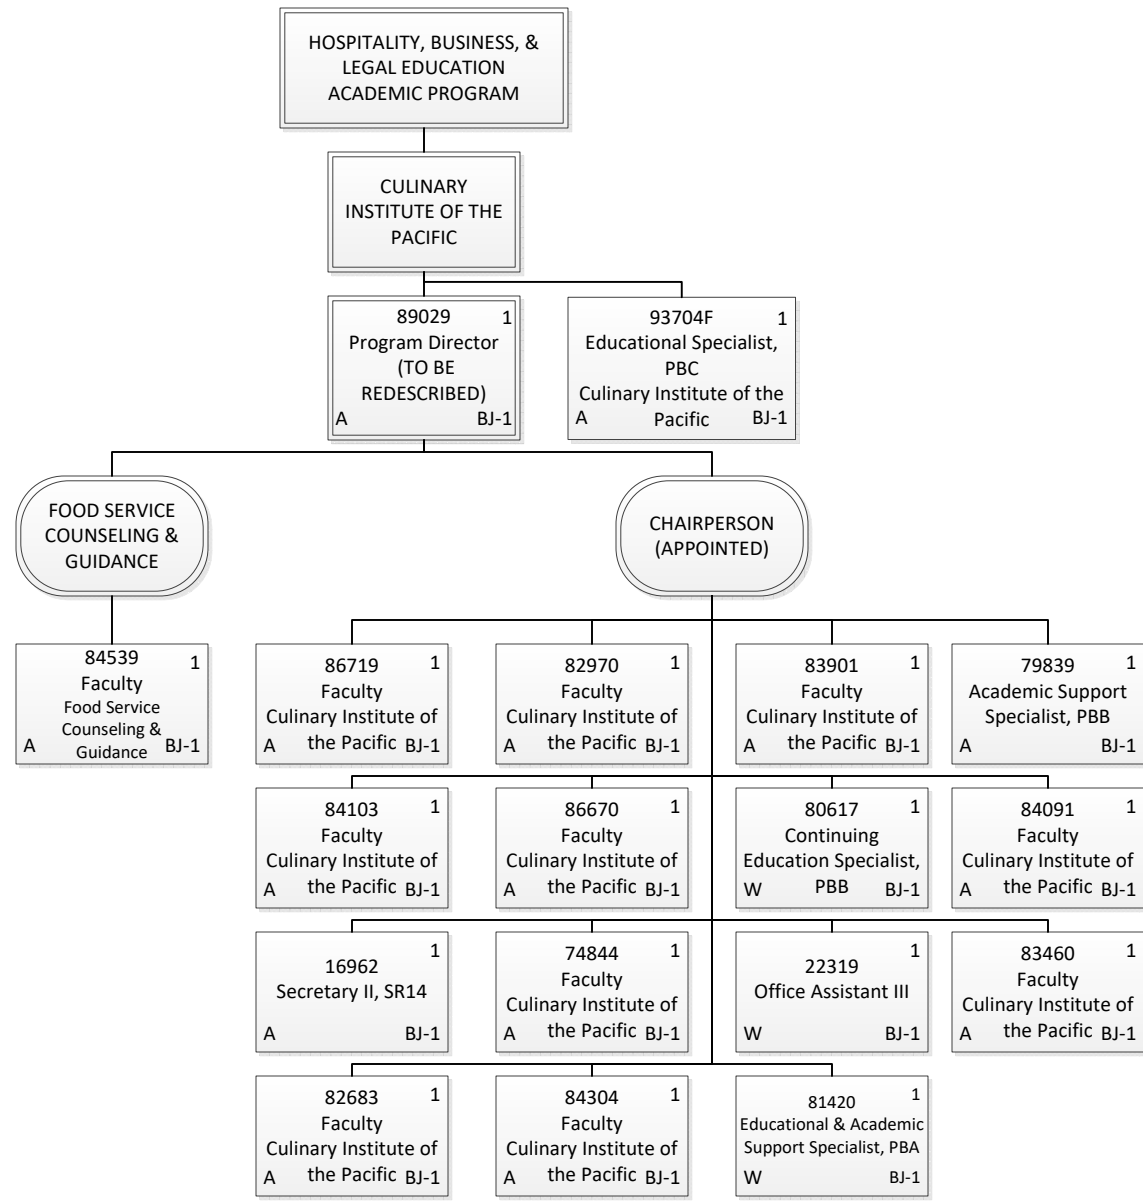 HOSPITALITY, BUSINESS, &
LEGAL EDUCATION
ACADEMIC PROGRAM
CULINARY
INSTITUTE OF THE
PACIFIC
89029 1
Program Director
(TO BE
REDESCRIBED)
A BJ-1
93704F 1
Educational Specialist,
PBC
Culinary Institute of the
A Pacific BJ-1
FOOD SERVICE
COUNSELING &
GUIDANCE
CHAIRPERSON
(APPOINTED)
84539 1
Faculty
Food Service
Counseling &
A Guidance BJ-1
86719 1
Faculty
Culinary Institute of
A the Pacific BJ-1
82970 1
Faculty
Culinary Institute of
A the Pacific BJ-1
83901 1
Faculty
Culinary Institute of
A the Pacific BJ-1
79839 1
Academic Support
Specialist, PBB
A BJ-1
84103 1
Faculty
Culinary Institute of
A the Pacific BJ-1
86670 1
Faculty
Culinary Institute of
A the Pacific BJ-1
80617 1
Continuing
Education Specialist,
W PBB BJ-1
84091 1
Faculty
Culinary Institute of
A the Pacific BJ-1
1
16962
Secretary II, SR14
A BJ-1
74844 1
Faculty
Culinary Institute of
A the Pacific BJ-1
1
22319
Office Assistant III
W BJ-1
83460 1
Faculty
Culinary Institute of
A the Pacific BJ-1
82683 1
Faculty
Culinary Institute of
A the Pacific BJ-1
84304 1
Faculty
Culinary Institute of
A the Pacific BJ-1
81420 1
Educational & Academic
Support Specialist, PBA
W BJ-1